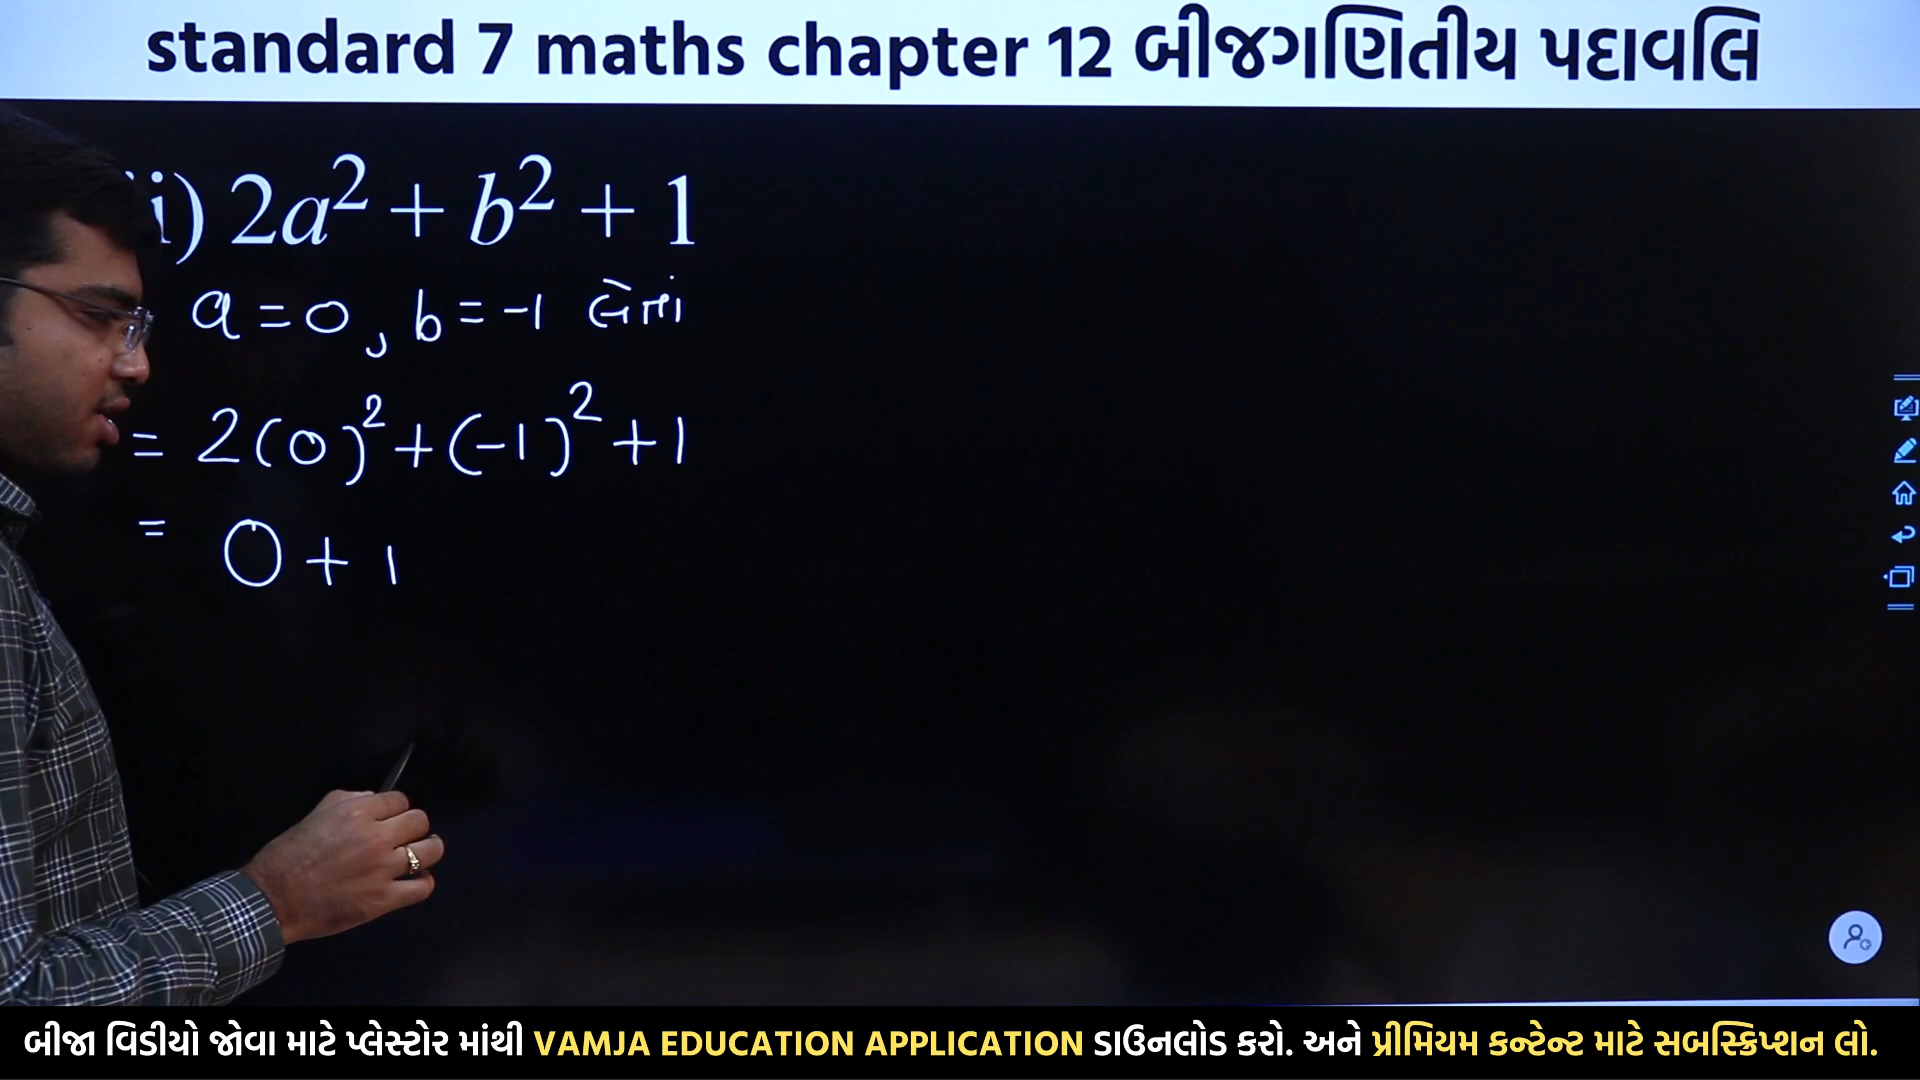 standard 7 maths chapter 12 બીજગણિતીય પદાવલિ
ii) 2a² + b² + 1
a = 0, b = -1 લેતાં
= 2(0)² + (-1)² + 1
= 0 + 1
બીજા વિડીયો જોવા માટે પ્લેસ્ટોર માંથી VAMJA EDUCATION APPLICATION ડાઉનલોડ કરો. અને પ્રીમિયમ કન્ટેન્ટ માટે સબસ્ક્રિપ્શન લો.